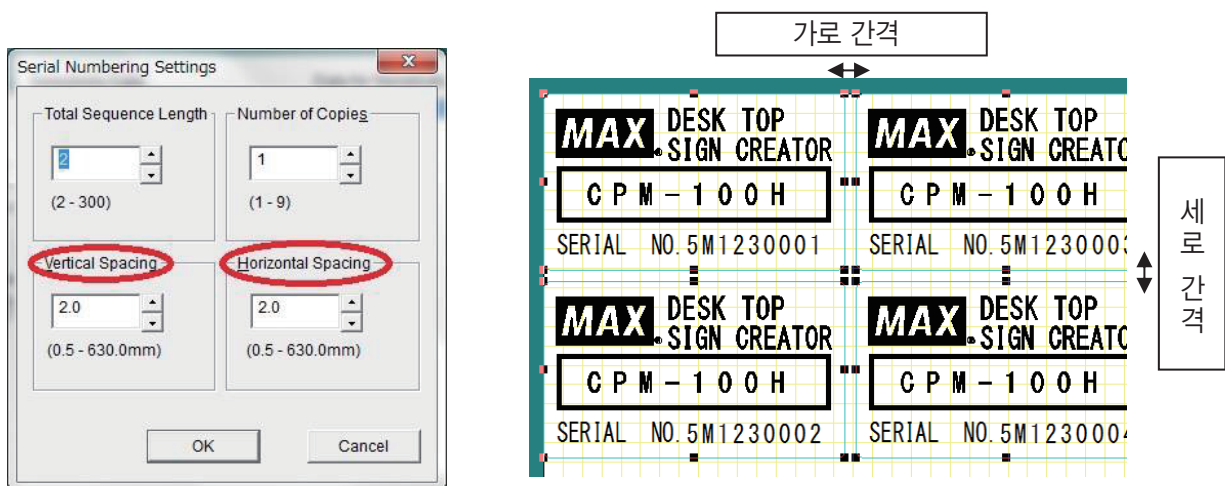 Serial Numbering Settings
Total Sequence Length
Number of Copies
2
1
(2 - 300)
(1 - 9)
Vertical Spacing
Horizontal Spacing
2.0
2.0
(0.5 - 630.0mm)
(0.5 - 630.0mm)
OK
Cancel
가로 간격
MAX DESK TOP
SIGN CREATOR
CPM-100H
SERIAL NO.5M1230001
MAX DESK TOP
SIGN CREATO
CPM-100H
SERIAL NO.5M1230003
MAX DESK TOP
SIGN CREATOR
CPM-100H
SERIAL NO.5M1230002
MAX DESK TOP
SIGN CREATO
CPM-100H
SERIAL NO.5M1230004
세로 간격